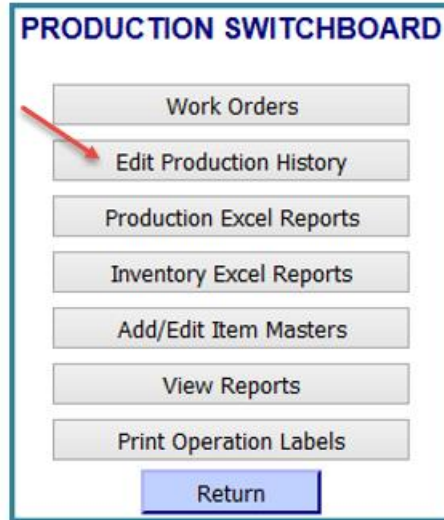 PRODUCTION SWITCHBOARD
Work Orders
Edit Production History
Production Excel Reports
Inventory Excel Reports
Add/Edit Item Masters
View Reports
Print Operation Labels
Return